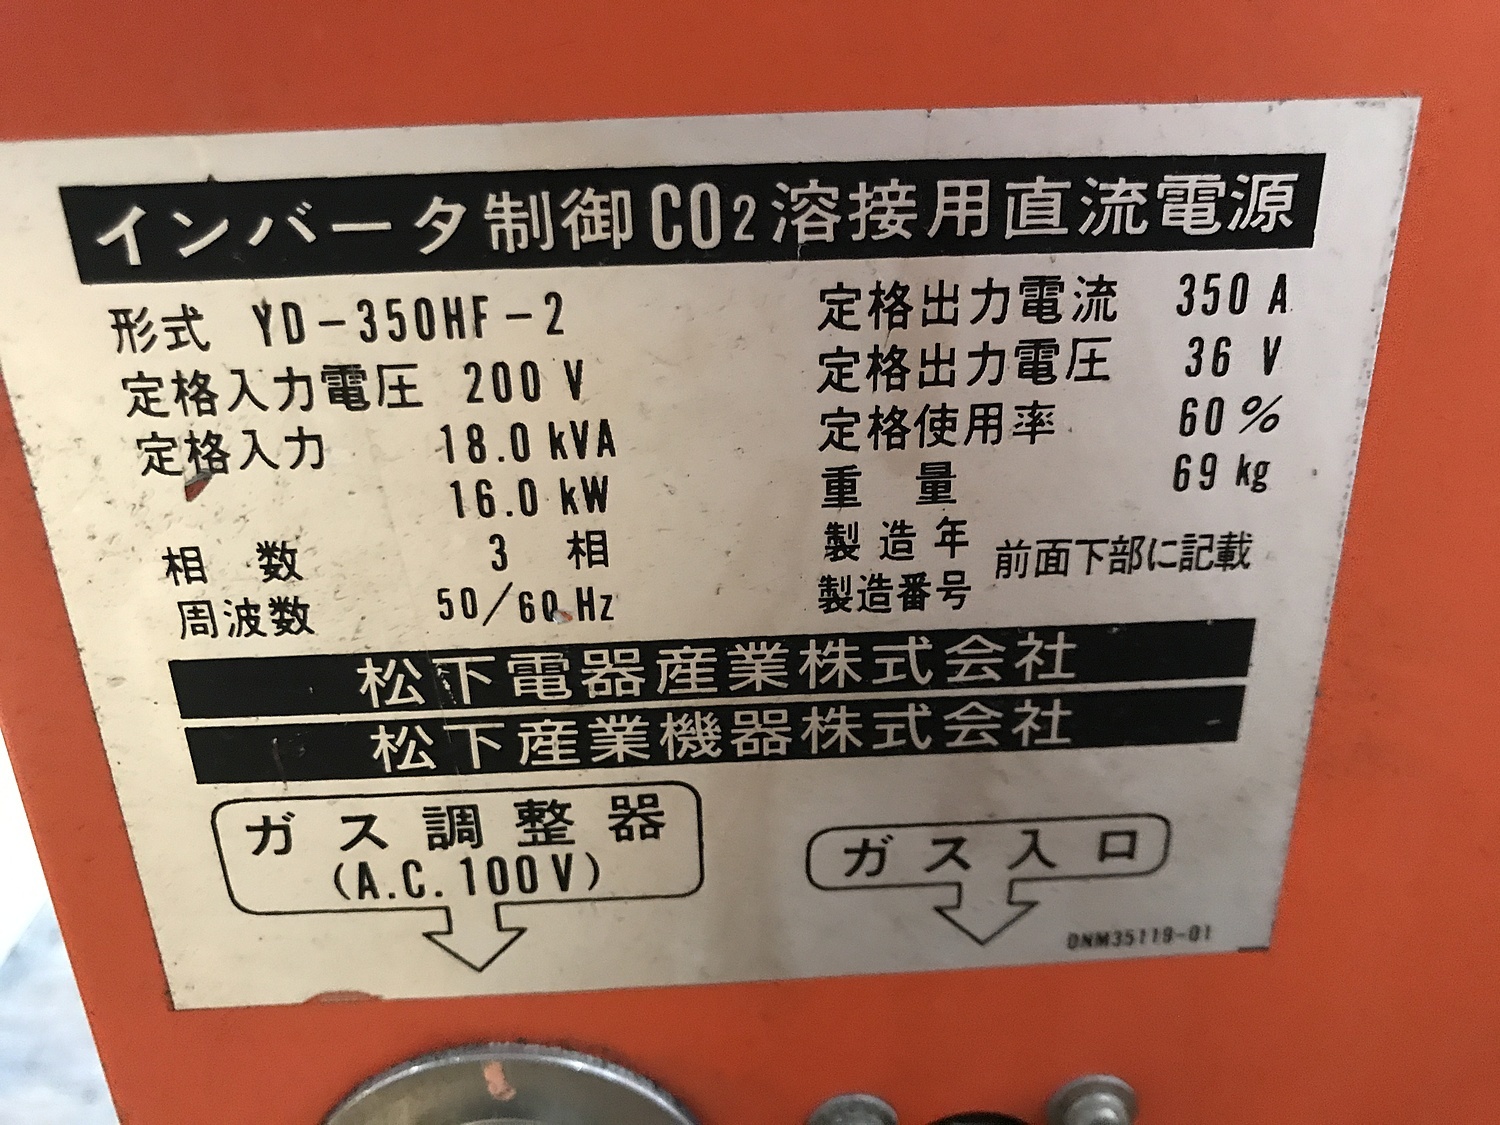 インバータ制御CO2溶接用直流電源
形式 YD-350HF-2
定格入力電圧 200 V
定格入力 18.0 kVA
16.0 kW
相数 3 相
周波数 50/60 Hz
定格出力電流 350 A
定格出力電圧 36 V
定格使用率 60%
重量 69 kg
製造年
製造番号
前面下部に記載
松下電器産業株式会社
松下産業機器株式会社
ガス調整器
(A.C.100V)
ガス入口
DNM35119-01